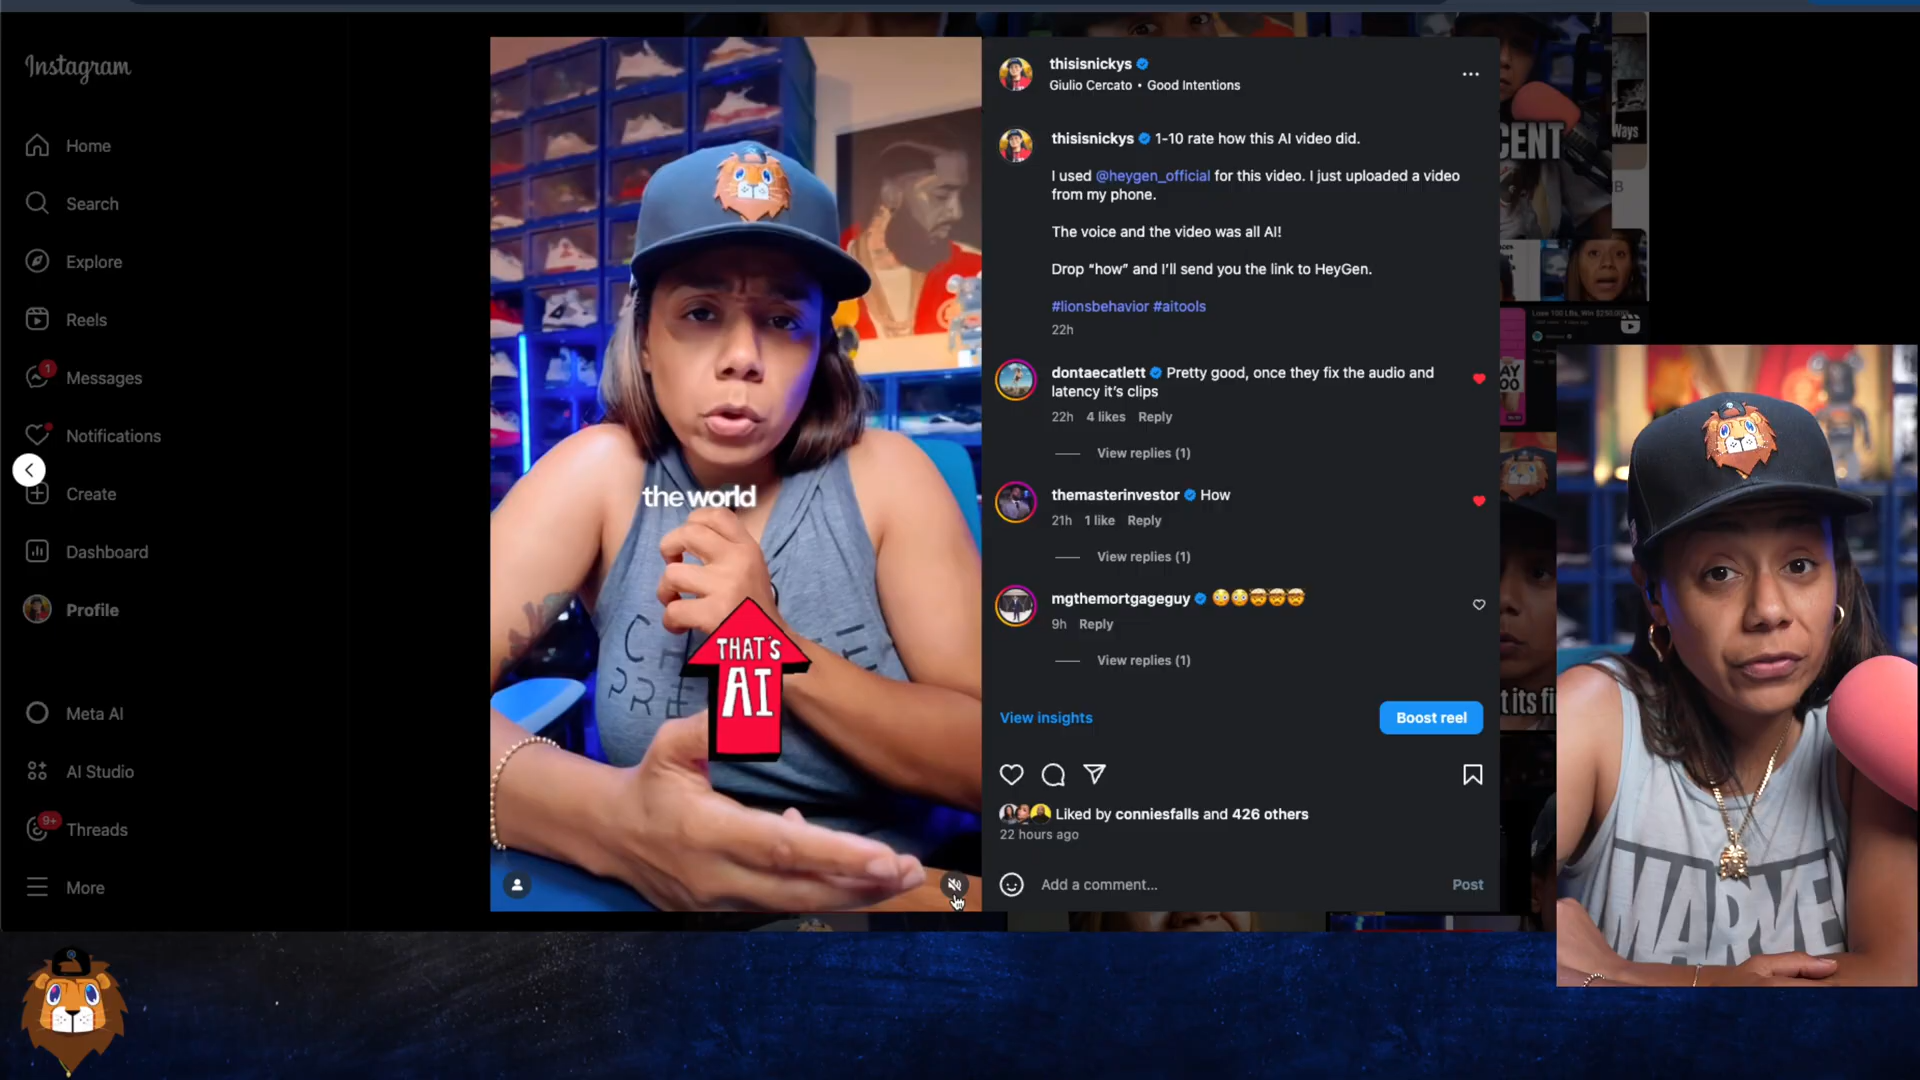 Instagram
Home
Search
Explore
Reels
1
Messages
Notifications
Create
Dashboard
Profile
Meta AI
AI Studio
9+
Threads
More
the world
THAT'S
AI
thisisnickys
Giulio Cercato • Good Intentions
thisisnickys 1-10 rate how this AI video did.
I used @heygen_official for this video. I just uploaded a video
from my phone.
The voice and the video was all AI!
Drop “how” and I’ll send you the link to HeyGen.
#lionsbehavior #aitools
22h
dontaecatlett Pretty good, once they fix the audio and
latency it’s clips
22h 4 likes Reply
View replies (1)
themasterinvestor How
21h 1 like Reply
View replies (1)
mgthemortgageguy 😳😳🤯🤯🤯
9h Reply
View replies (1)
View insights
Boost reel
Liked by conniesfalls and 426 others
22 hours ago
Add a comment...
Post
Ways
MARVEL